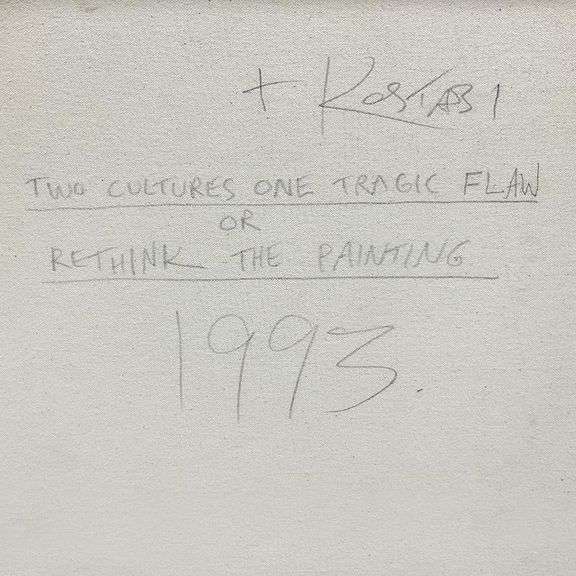 + KOSTABI
TWO CULTURES ONE TRAGIC FLAW
OR
RETHINK THE PAINTING
1993.